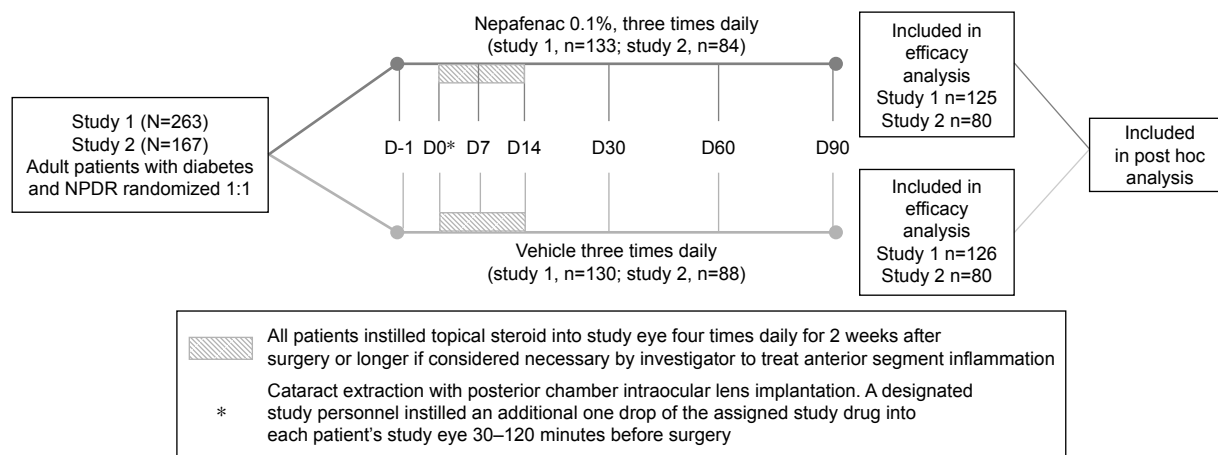 Nepafenac 0.1%, three times daily
(study 1, n=133; study 2, n=84)
Study 1 (N=263)
Study 2 (N=167)
Adult patients with diabetes
and NPDR randomized 1:1
D-1 D0* D7 D14 D30 D60 D90
Vehicle three times daily
(study 1, n=130; study 2, n=88)
Included in
efficacy
analysis
Study 1 n=125
Study 2 n=80
Included in
efficacy
analysis
Study 1 n=126
Study 2 n=80
Included
in post hoc
analysis
All patients instilled topical steroid into study eye four times daily for 2 weeks after
surgery or longer if considered necessary by investigator to treat anterior segment inflammation
Cataract extraction with posterior chamber intraocular lens implantation. A designated
* study personnel instilled an additional one drop of the assigned study drug into
each patient's study eye 30–120 minutes before surgery